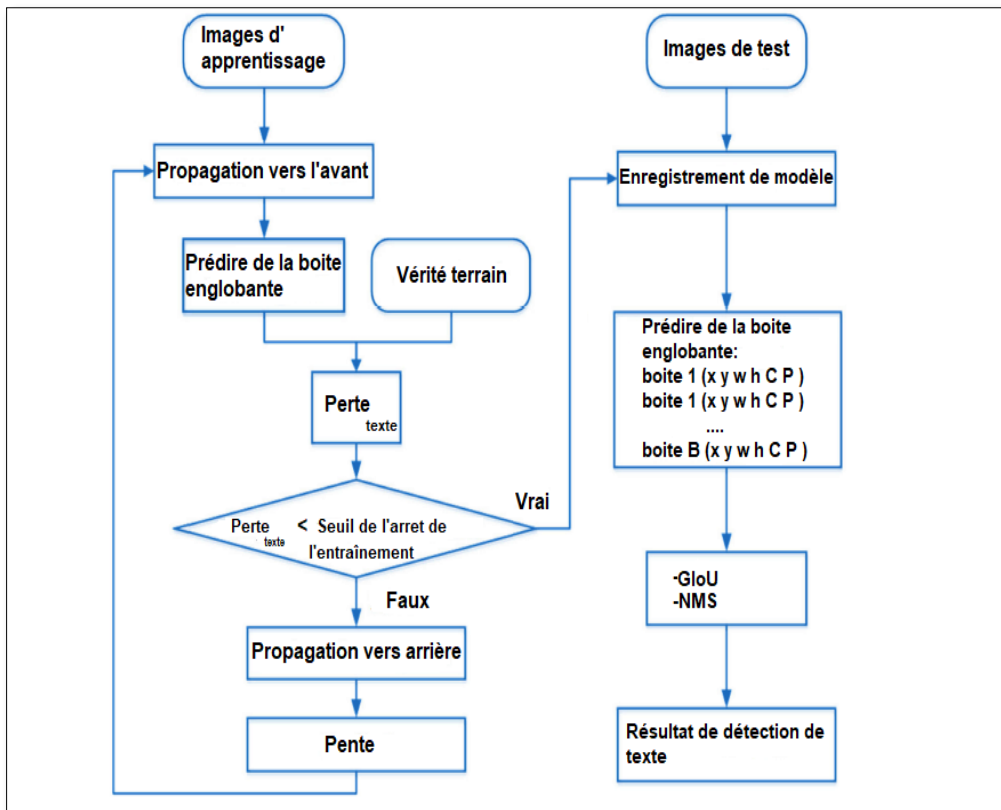 Images d'
apprentissage
Propagation vers l'avant
Prédire de la boite
englobante
Vérité terrain
Perte
texte
Perte texte < Seuil de l'arret de
l'entraînement
Vrai
Faux
Propagation vers arrière
Pente
Images de test
Enregistrement de modèle
Prédire de la boite
englobante:
boite 1 (x y w h C P )
boite 1 (x y w h C P )
....
boite B (x y w h C P )
-GIoU
-NMS
Résultat de détection de
texte